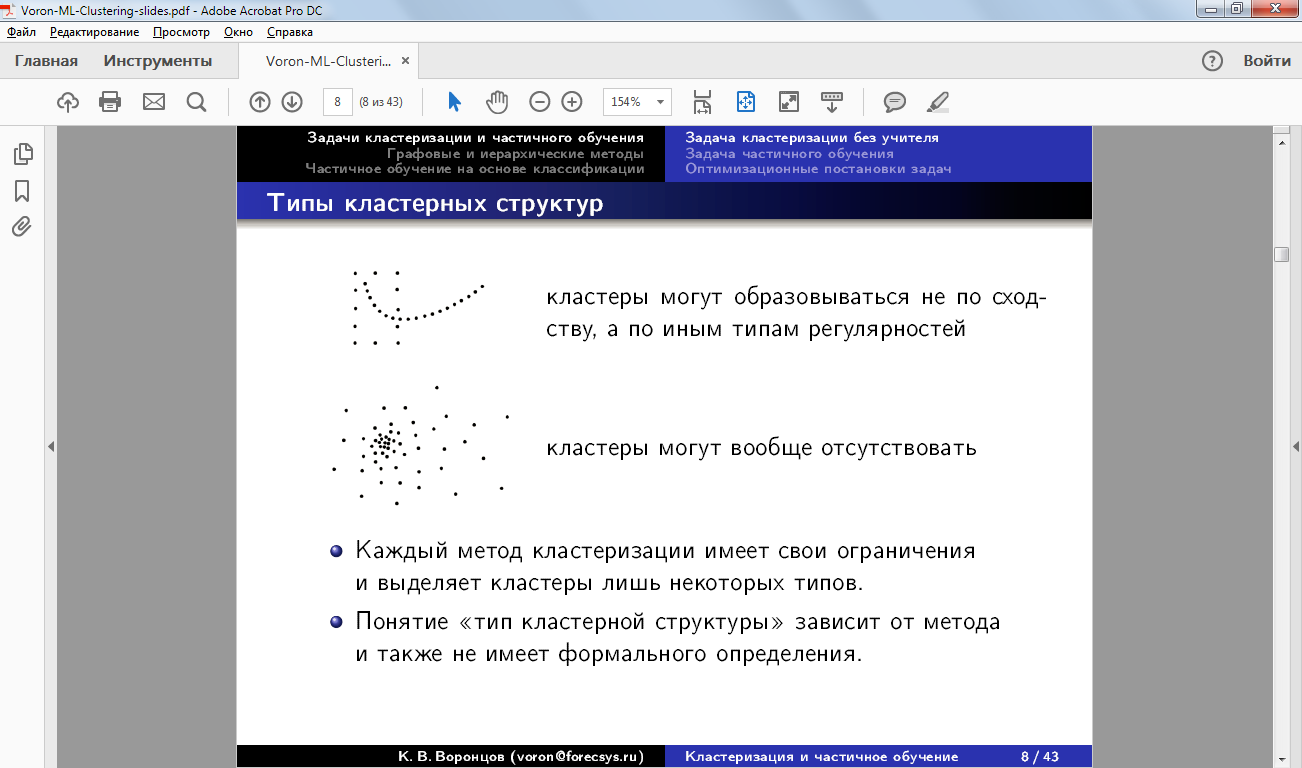 Voron-ML-Clustering-slides.pdf - Adobe Acrobat Pro DC
Файл Редактирование Просмотр Окно Справка
Главная Инструменты Voron-ML-Clusteri... × Войти
8 (8 из 43) 154%
Задачи кластеризации и частичного обучения
Графовые и иерархические методы
Частичное обучение на основе классификации
Задача кластеризации без учителя
Задача частичного обучения
Оптимизационные постановки задач
Типы кластерных структур
кластеры могут образовываться не по сход-
ству, а по иным типам регулярностей
кластеры могут вообще отсутствовать
Каждый метод кластеризации имеет свои ограничения
и выделяет кластеры лишь некоторых типов.
Понятие «тип кластерной структуры» зависит от метода
и также не имеет формального определения.
К. В. Воронцов (voron@forecsys.ru) Кластеризация и частичное обучение 8 / 43